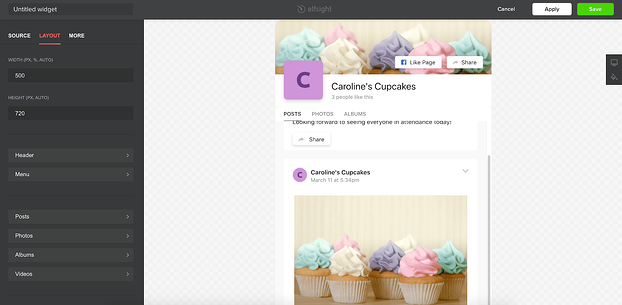 Untitled widget
elfsight
Cancel
Apply
Save
SOURCE
LAYOUT
MORE
WIDTH (PX, %, AUTO)
500
HEIGHT (PX, AUTO)
720
Header
Menu
Posts
Photos
Albums
Videos
Like Page
Share
C
Caroline's Cupcakes
3 people like this
POSTS
PHOTOS
ALBUMS
Looking forward to seeing everyone in attendance today!
Share
C
Caroline's Cupcakes
March 11 at 5:34pm